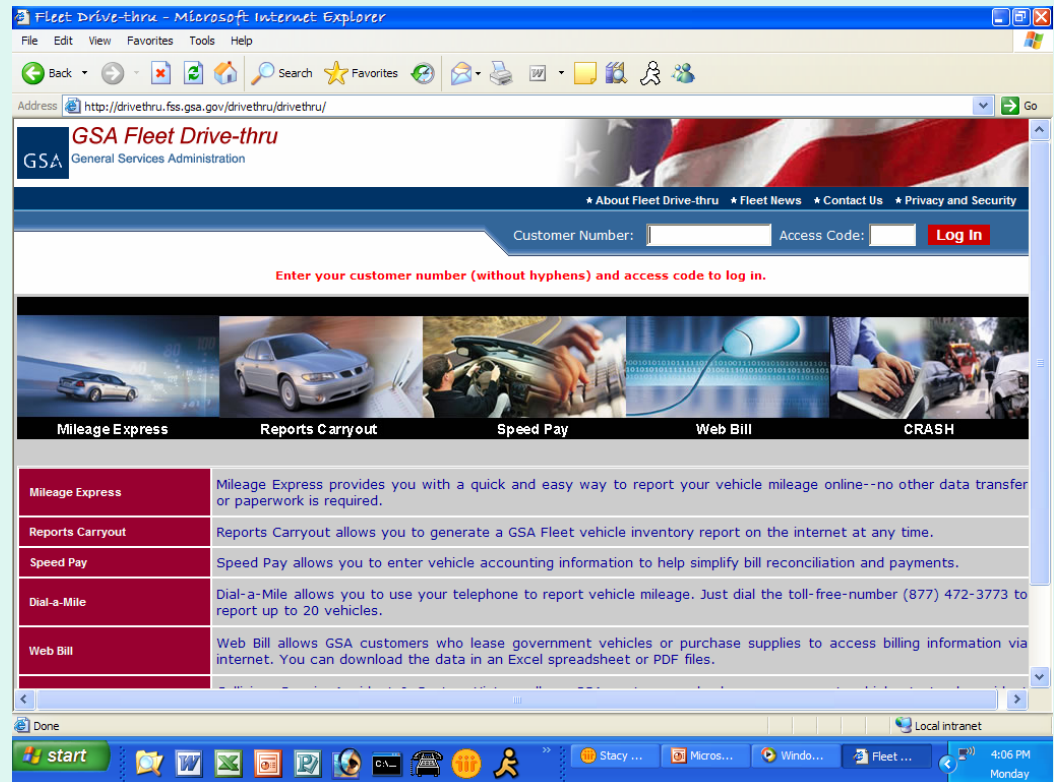 Fleet Drive-thru - Microsoft Internet Explorer
File Edit View Favorites Tools Help
Back Search Favorites
Address http://drivethru.fss.gsa.gov/drivethru/drivethru/ Go
GSA Fleet Drive-thru
GSA General Services Administration
★ About Fleet Drive-thru ★ Fleet News ★ Contact Us ★ Privacy and Security
Customer Number: Access Code: Log In
Enter your customer number (without hyphens) and access code to log in.
Mileage Express Reports Carryout Speed Pay Web Bill CRASH
Mileage Express Mileage Express provides you with a quick and easy way to report your vehicle mileage online--no other data transfer
or paperwork is required.
Reports Carryout Reports Carryout allows you to generate a GSA Fleet vehicle inventory report on the internet at any time.
Speed Pay Speed Pay allows you to enter vehicle accounting information to help simplify bill reconciliation and payments.
Dial-a-Mile Dial-a-Mile allows you to use your telephone to report vehicle mileage. Just dial the toll-free-number (877) 472-3773 to
report up to 20 vehicles.
Web Bill Web Bill allows GSA customers who lease government vehicles or purchase supplies to access billing information via
internet. You can download the data in an Excel spreadsheet or PDF files.
Done Local intranet
start Stacy ... Micros... Windo... Fleet ... 4:06 PM
Monday